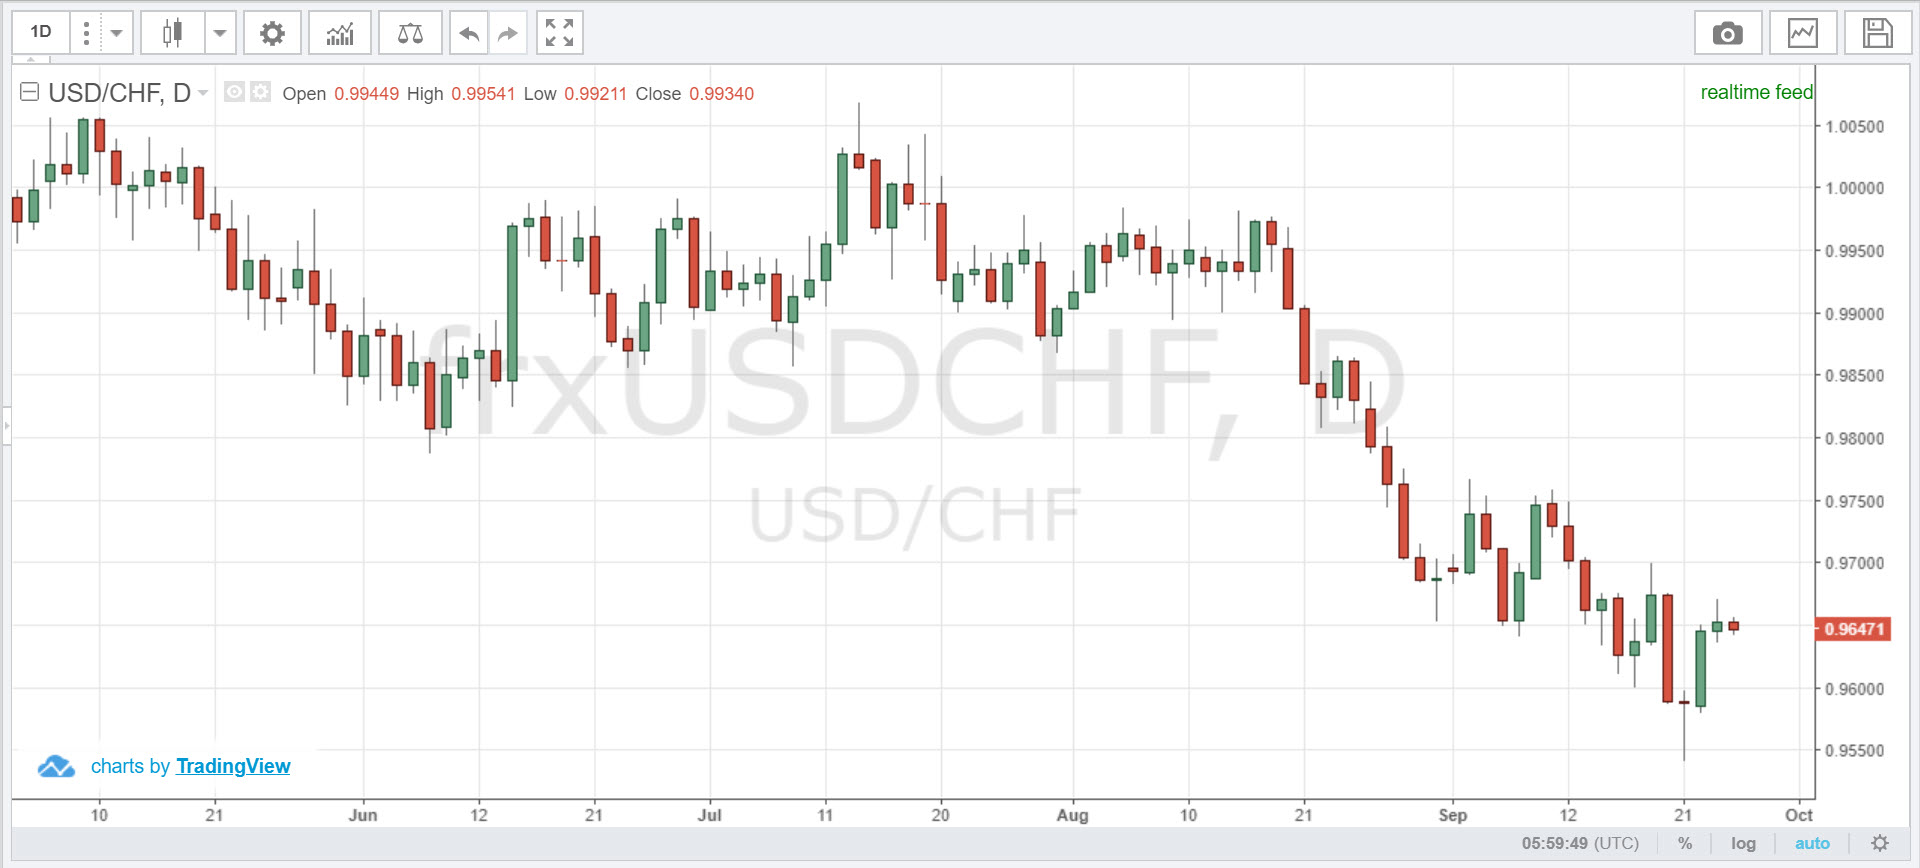 1D
USD/CHF, D Open 0.99449 High 0.99541 Low 0.99211 Close 0.99340
realtime feed
1.00500
1.00000
0.99500
0.99000
0.98500
0.98000
0.97500
0.97000
0.96471
0.96000
0.95500
frxUSDCHF, D
USD/CHF
charts by TradingView
10 21 Jun 12 21 Jul 11 20 Aug 10 21 Sep 12 21 Oct
05:59:49 (UTC) % log auto